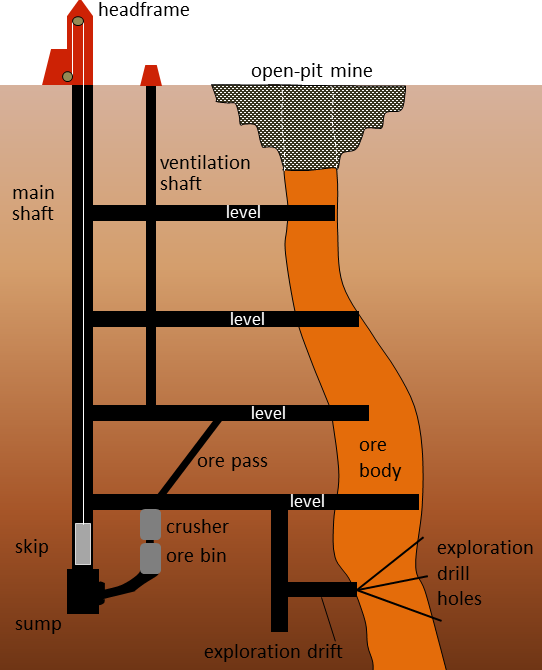 headframe
open-pit mine
ventilation
shaft
main
shaft
level
level
level
ore
body
ore pass
level
crusher
skip
ore bin
exploration
drill
holes
sump
exploration drift